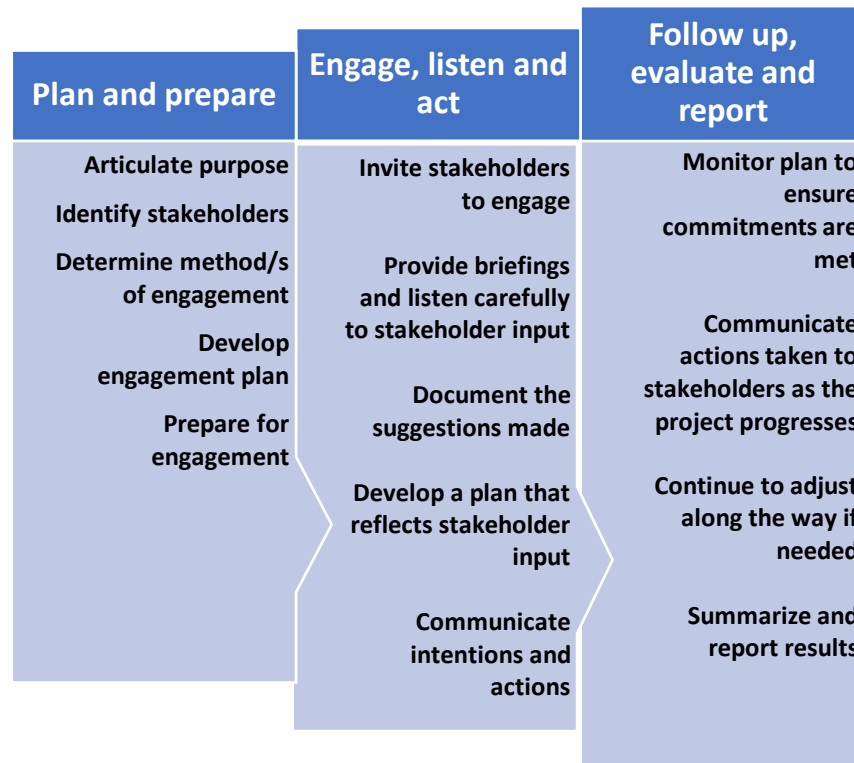 Plan and prepare
Articulate purpose
Identify stakeholders
Determine method/s
of engagement
Develop
engagement plan
Prepare for
engagement
Engage, listen and
act
Invite stakeholders
to engage
Provide briefings
and listen carefully
to stakeholder input
Document the
suggestions made
Develop a plan that
reflects stakeholder
input
Communicate
intentions and
actions
Follow up,
evaluate and
report
Monitor plan to
ensure
commitments are
met
Communicate
actions taken to
stakeholders as the
project progresses
Continue to adjust
along the way if
needed
Summarize and
report results